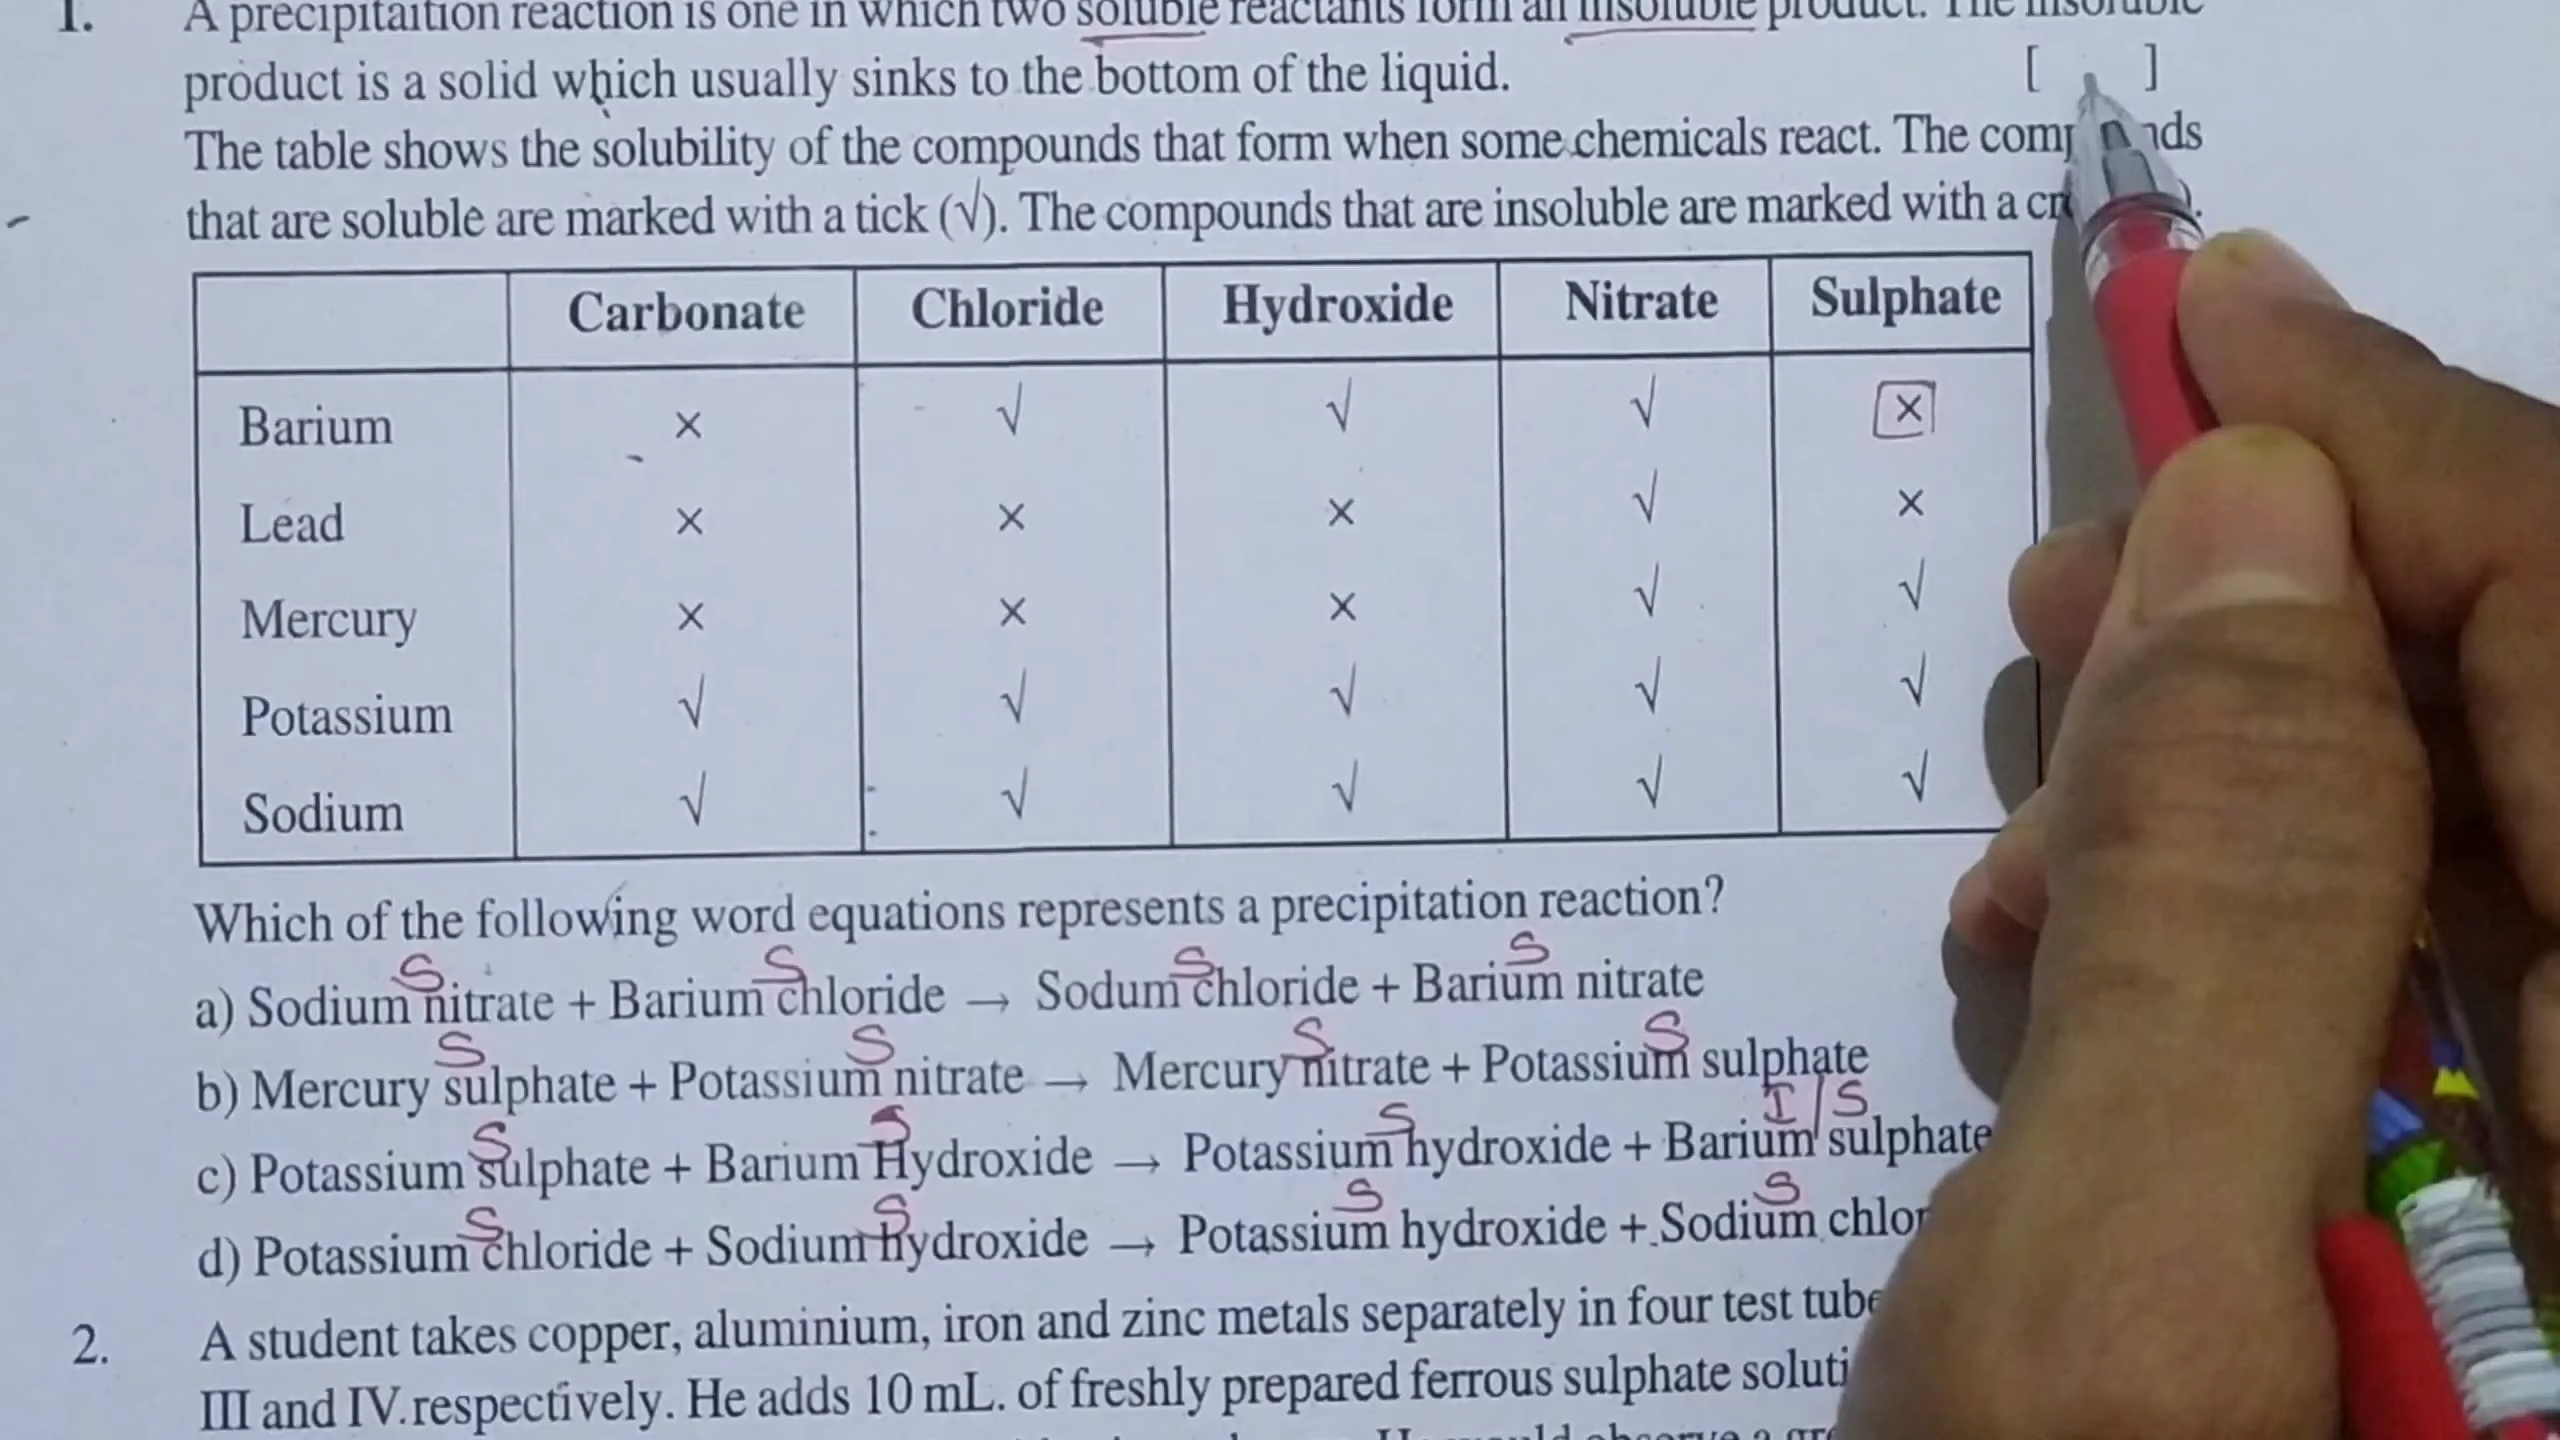 1. A precipitaition reaction is one in which two soluble reactants form an insoluble product. The insoluble
product is a solid which usually sinks to the bottom of the liquid. [ ]
The table shows the solubility of the compounds that form when some chemicals react. The
that are soluble are marked with a tick (√). The compounds that are insoluble are marked with a
Carbonate Chloride Hydroxide Nitrate Sulphate
Barium × √ √ √ ×
Lead × × × √ ×
Mercury × × × √ √
Potassium √ √ √ √ √
Sodium √ √ √ √ √
Which of the following word equations represents a precipitation reaction?
S S S S
a) Sodium nitrate + Barium chloride → Sodum chloride + Barium nitrate
S S S S
b) Mercury sulphate + Potassium nitrate → Mercury nitrate + Potassium sulphate
S S S I/S
c) Potassium sulphate + Barium Hydroxide → Potassium hydroxide + Barium sulphate
S S S S
d) Potassium chloride + Sodium hydroxide → Potassium hydroxide + Sodium
2. A student takes copper, aluminium, iron and zinc metals separately in four test
III and IV.respectively. He adds 10 mL. of freshly prepared ferrous sulphate